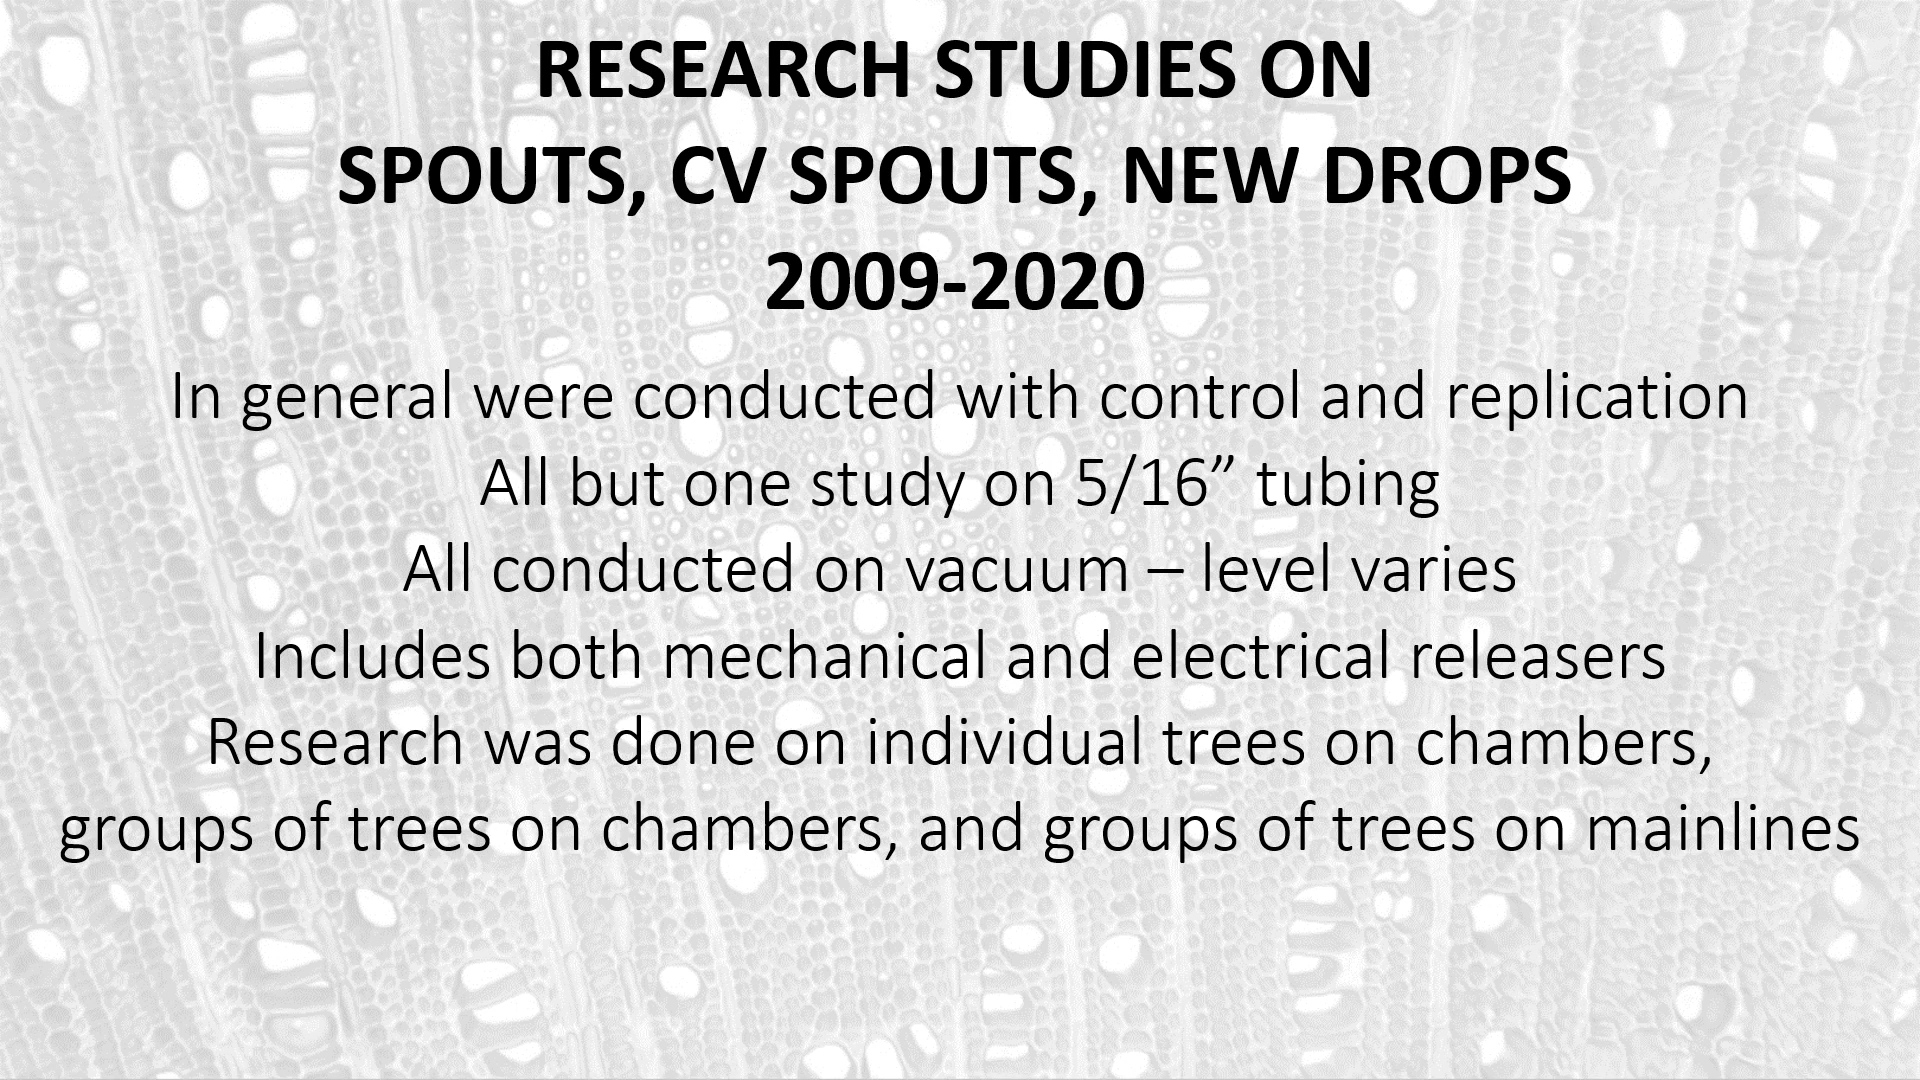 RESEARCH STUDIES ON
SPOUTS, CV SPOUTS, NEW DROPS
2009-2020
In general were conducted with control and replication
All but one study on 5/16” tubing
All conducted on vacuum – level varies
Includes both mechanical and electrical releasers
Research was done on individual trees on chambers,
groups of trees on chambers, and groups of trees on mainlines